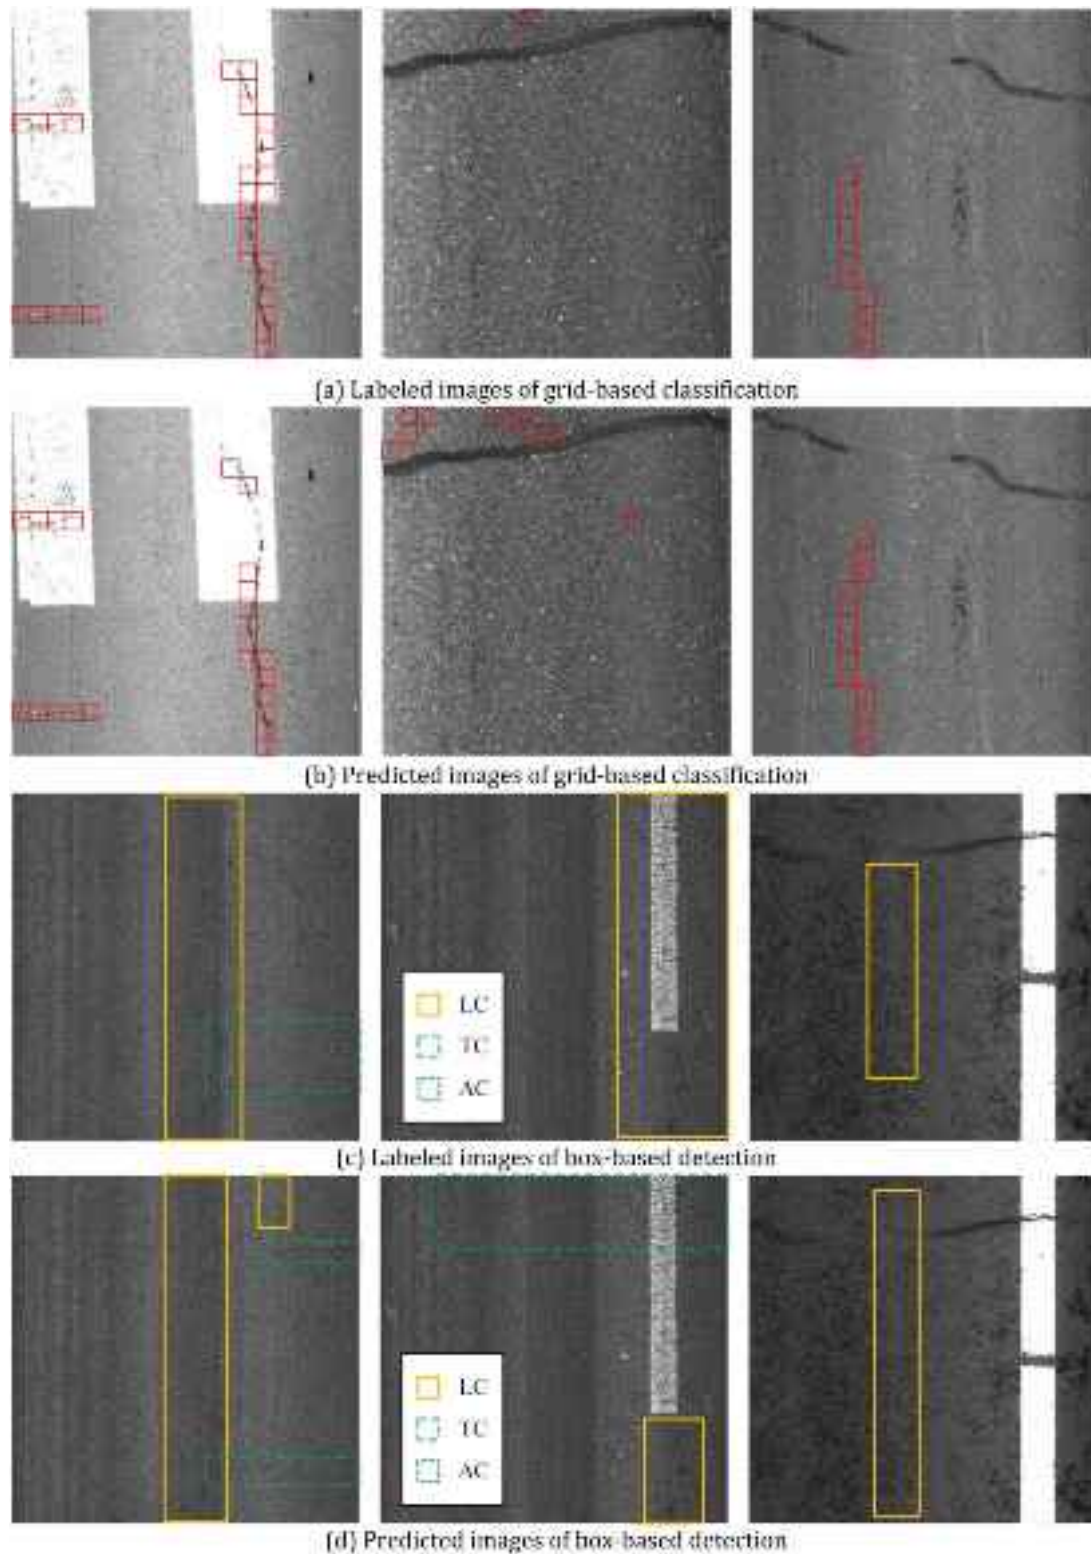 (a) Labeled images of grid-based classification
(b) Predicted images of grid-based classification
LC
TC
AC
(c) Labeled images of box-based detection
LC
TC
AC
(d) Predicted images of box-based detection